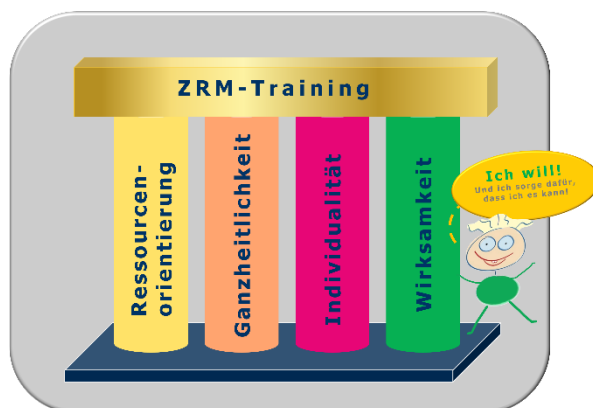 ZRM-Training
Ressourcen-
orientierung
Ganzheitlichkeit
Individualität
Wirksamkeit
Ich will!
Und ich sorge dafür,
dass ich es kann!